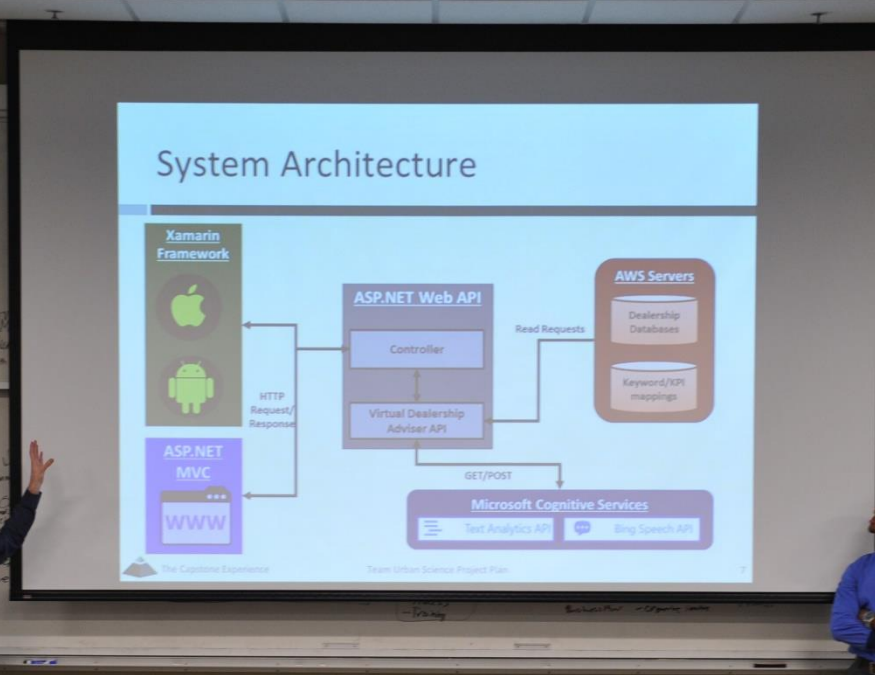 System Architecture
Xamarin
Framework
ASP.NET Web API
Controller
Virtual Dealership
Adviser API
Read Requests
AWS Servers
Dealership
Databases
Keyword/KPI
mappings
HTTP
Request/
Response
ASP.NET
MVC
WWW
GET/POST
Microsoft Cognitive Services
Text Analytics API
Bing Speech API
The Capstone Experience
Team Urban Science Project Plan
7
- Training